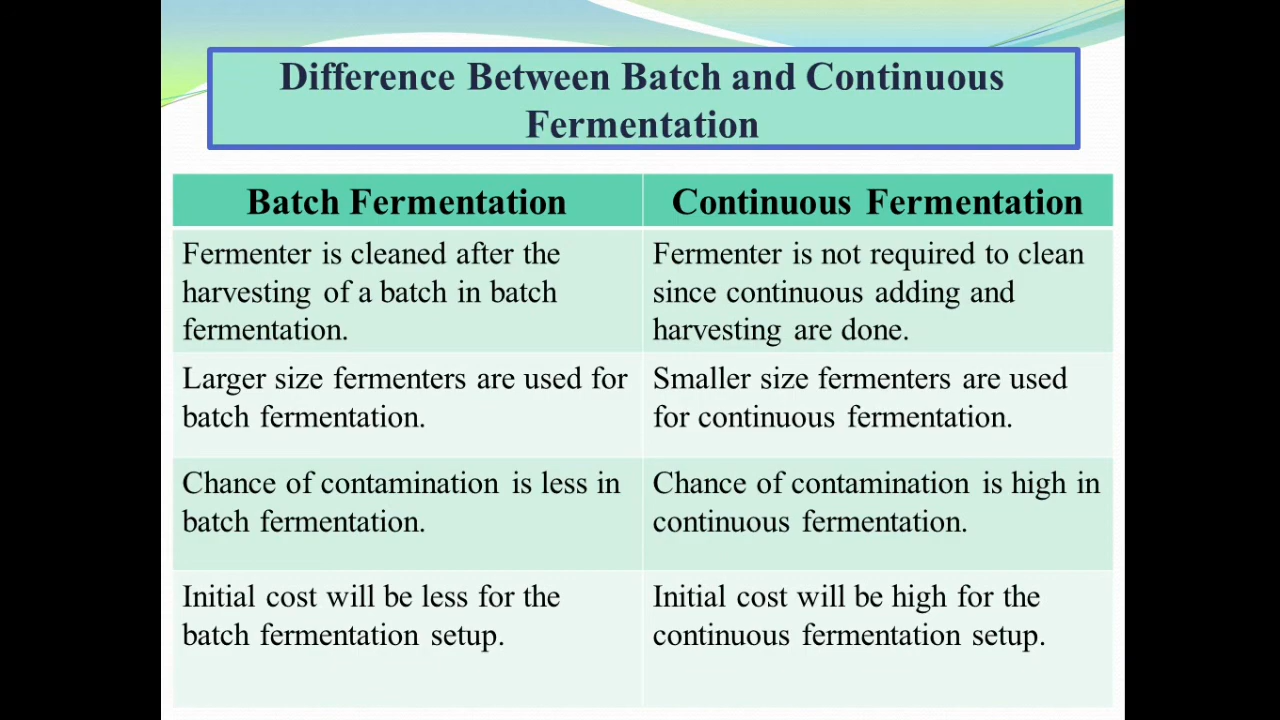 Difference Between Batch and Continuous
Fermentation
Batch Fermentation
Continuous Fermentation
Fermenter is cleaned after the
harvesting of a batch in batch
fermentation.
Fermenter is not required to clean
since continuous adding and
harvesting are done.
Larger size fermenters are used for
batch fermentation.
Smaller size fermenters are used
for continuous fermentation.
Chance of contamination is less in
batch fermentation.
Chance of contamination is high in
continuous fermentation.
Initial cost will be less for the
batch fermentation setup.
Initial cost will be high for the
continuous fermentation setup.